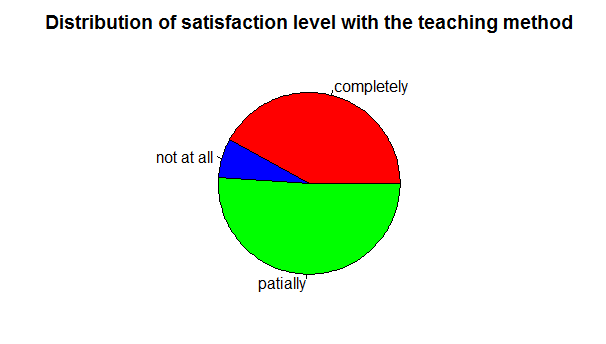 Distribution of satisfaction level with the teaching method
completely
not at all
patially